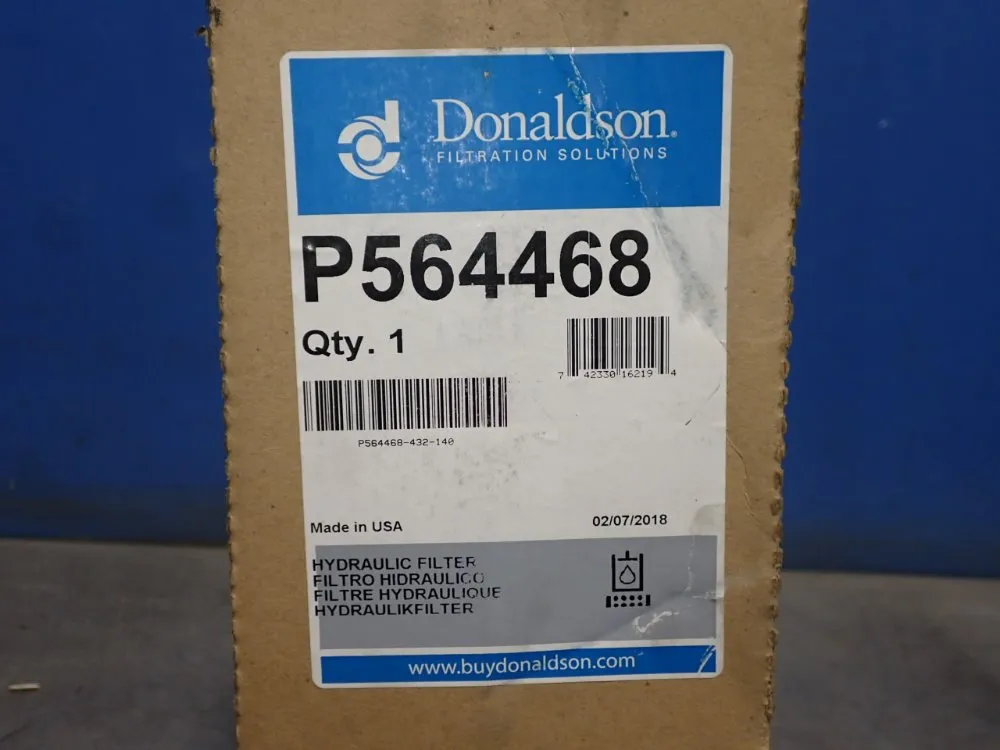 Donaldson®
FILTRATION SOLUTIONS
P564468
Qty. 1
7 42330 16219 4
P564468-432-140
Made in USA
02/07/2018
HYDRAULIC FILTER
FILTRO HIDRAULICO
FILTRE HYDRAULIQUE
HYDRAULIKFILTER
www.buydonaldson.com